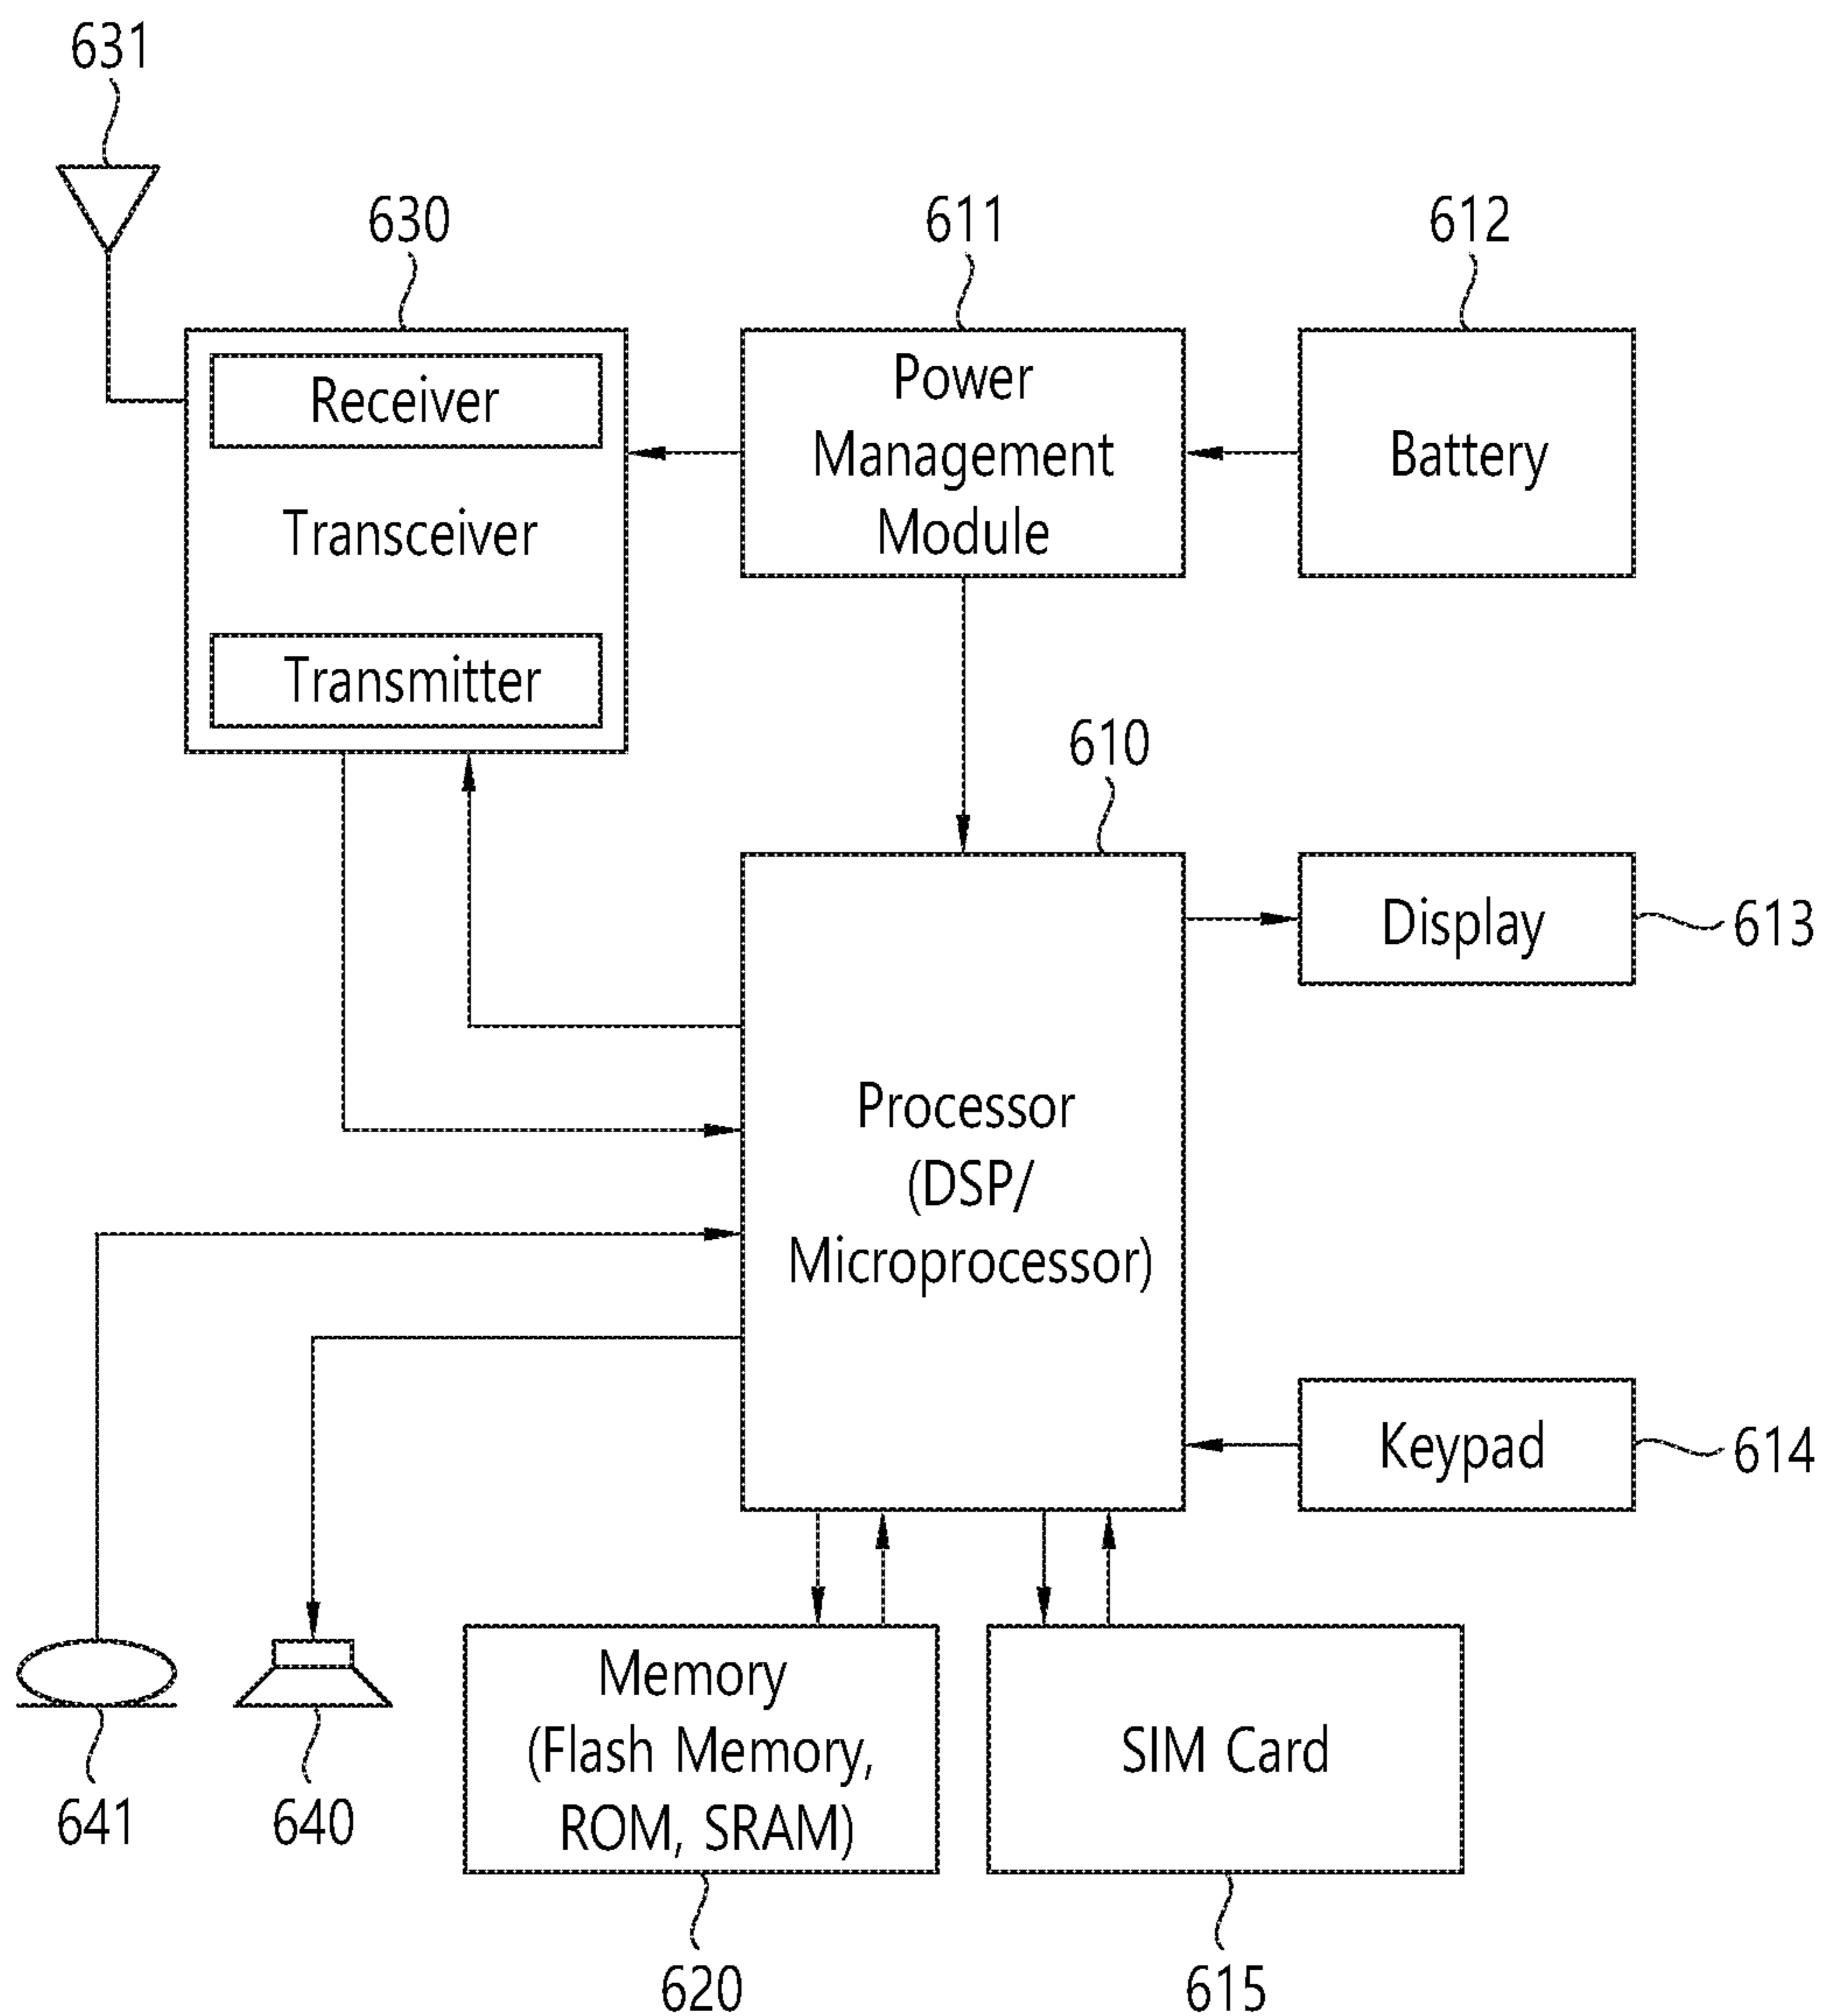 631
630
611
612
Receiver
Transceiver
Transmitter
Power
Management
Module
Battery
610
Display
613
Processor
(DSP/
Microprocessor)
Keypad
614
641
640
Memory
(Flash Memory,
ROM, SRAM)
SIM Card
620
615